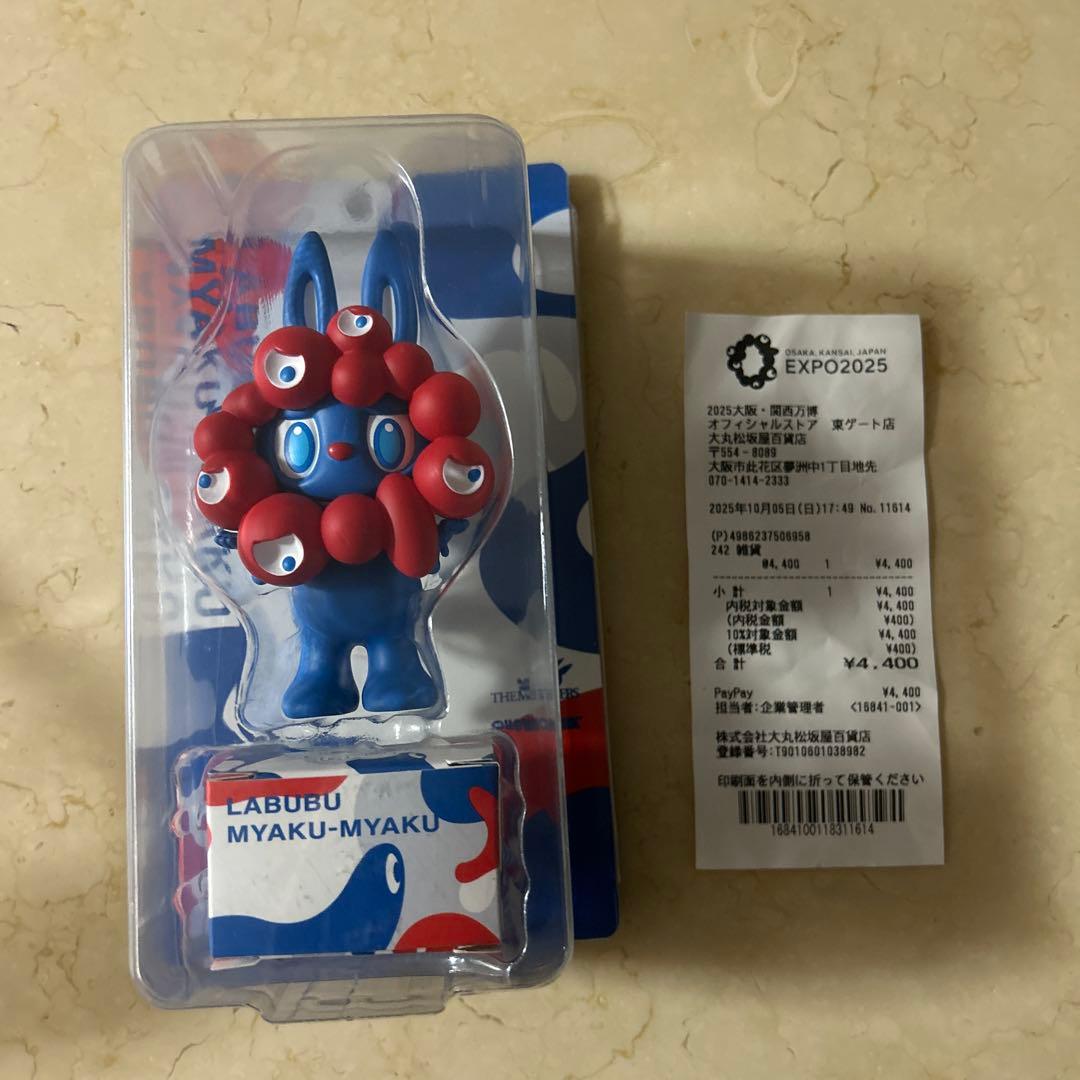 LABUBU
MYAKU-MYAKU
OSAKA, KANSAI, JAPAN
EXPO2025
2025大阪・関西万博
オフィシャルストア 東ゲート店
大丸松坂屋百貨店
〒554-8089
大阪市此花区夢洲中1丁目地先
070-1414-2333
2025年10月05日(日)17:49 No.11614
(P)4986237506958
242 雑貨
@4,400 1 ¥4,400
小 計 1 ¥4,400
内税対象金額 ¥4,400
(内税金額 ¥400)
10%対象金額 ¥4,400
(標準税 ¥400)
合 計 ¥4,400
PayPay ¥4,400
担当者:企業管理者 <16841-001>
株式会社大丸松坂屋百貨店
登録番号:T9010601038982
印刷面を内側に折って保管ください
1684100118311614